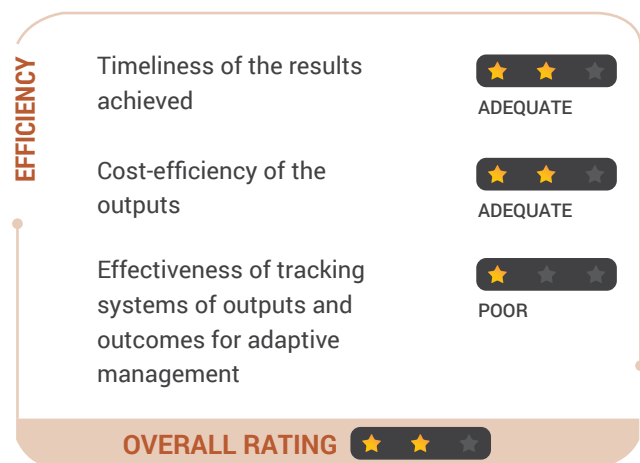 EFFICIENCY
Timeliness of the results
achieved
ADEQUATE
Cost-efficiency of the
outputs
ADEQUATE
Effectiveness of tracking
systems of outputs and
outcomes for adaptive
management
POOR
OVERALL RATING